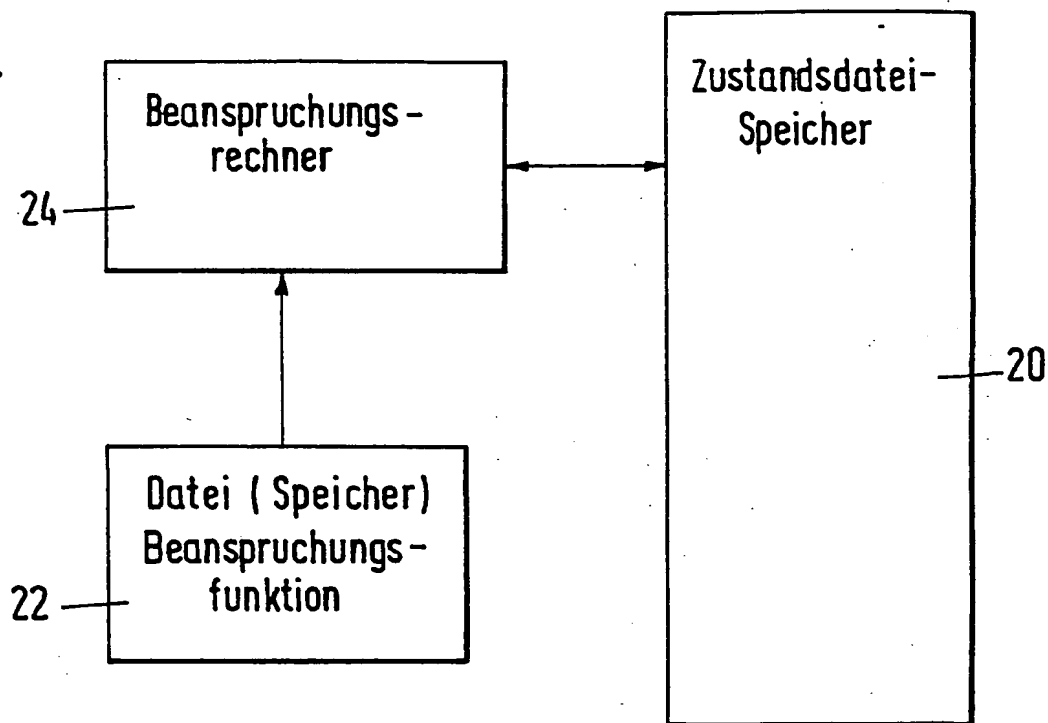 Beanspruchungs-
rechner
24
Zustandsdatei-
Speicher
20
Datei (Speicher)
Beanspruchungs-
funktion
22